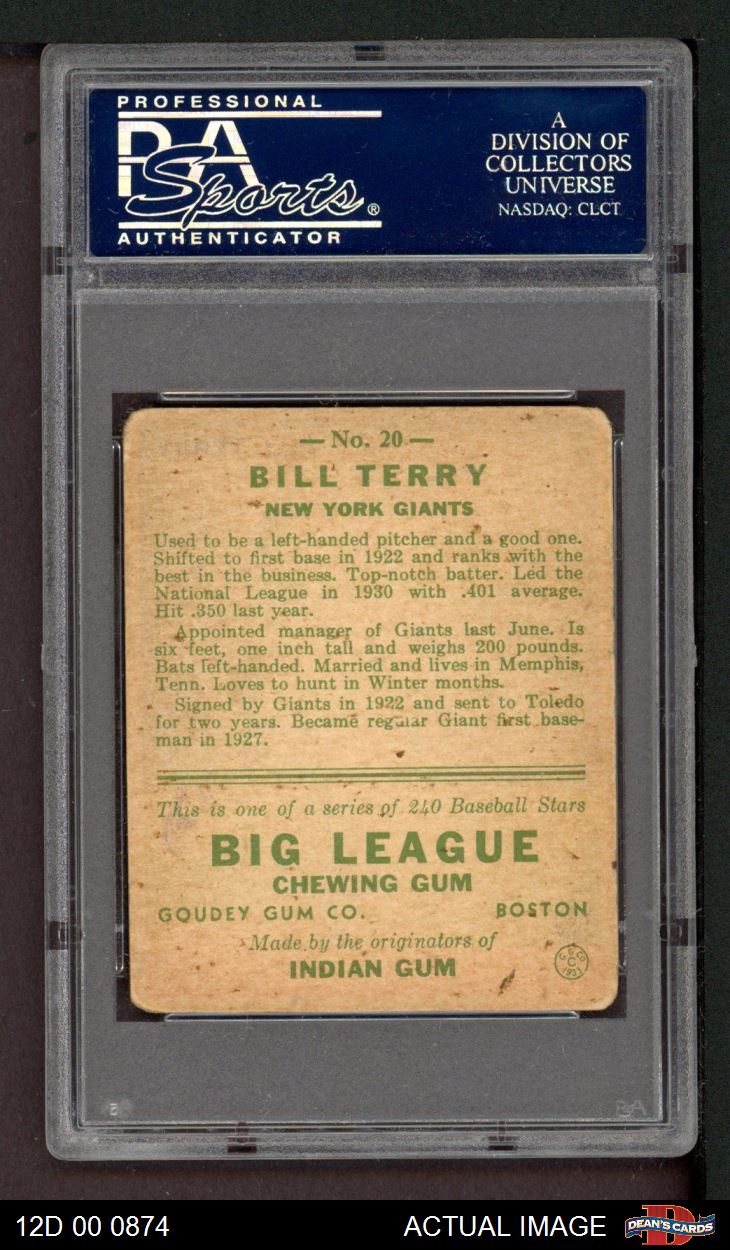 PROFESSIONAL
PSA
Sports®
AUTHENTICATOR
A
DIVISION OF
COLLECTORS
UNIVERSE
NASDAQ: CLCT
— No. 20 —
BILL TERRY
NEW YORK GIANTS
Used to be a left-handed pitcher and a good one.
Shifted to first base in 1922 and ranks with the
best in the business. Top-notch batter. Led the
National League in 1930 with .401 average.
Hit .350 last year.
Appointed manager of Giants last June. Is
six feet, one inch tall and weighs 200 pounds.
Bats left-handed. Married and lives in Memphis,
Tenn. Loves to hunt in Winter months.
Signed by Giants in 1922 and sent to Toledo
for two years. Became regular Giant first base-
man in 1927.
This is one of a series of 240 Baseball Stars
BIG LEAGUE
CHEWING GUM
GOUDEY GUM CO. BOSTON
Made by the originators of
INDIAN GUM
G. G. CO.
C
1933
12D 00 0874
ACTUAL IMAGE
DEAN'S CARDS